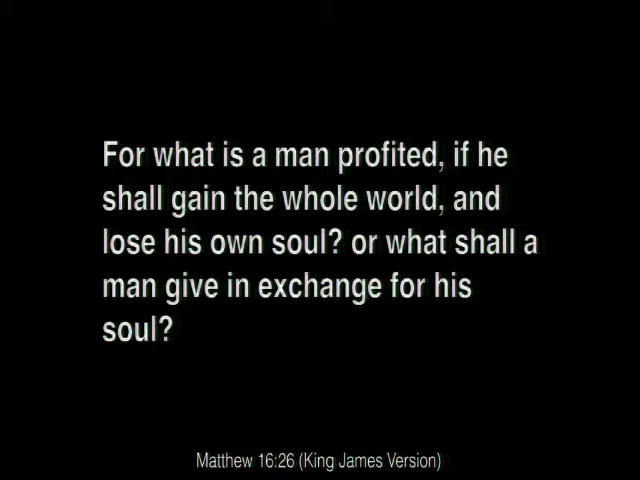 For what is a man profited, if he
shall gain the whole world, and
lose his own soul? or what shall a
man give in exchange for his
soul?
Matthew 16:26 (King James Version)